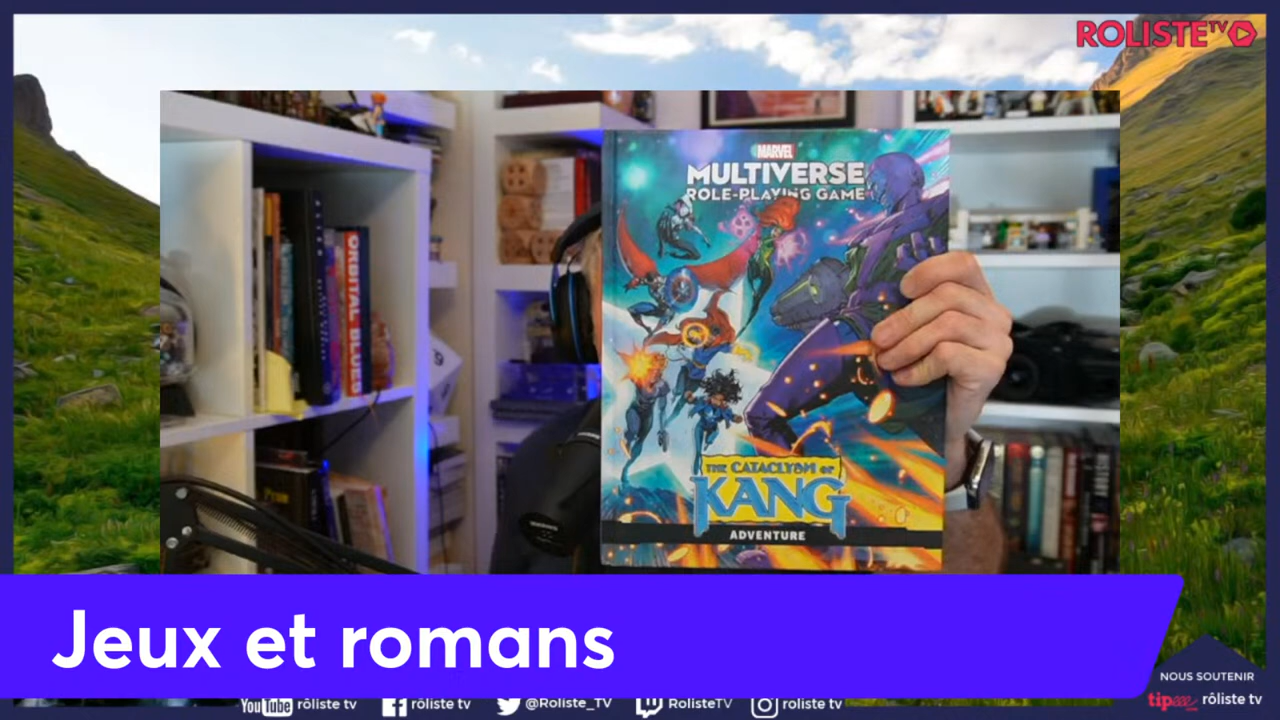 ROLISTE TV
MARVEL
MULTIVERSE
ROLE-PLAYING GAME
ORBITAL BLUES
THE CATACLYSM OF
KANG
ADVENTURE
Jeux et romans
NOUS SOUTENIR
YouTube rôliste tv
rôliste tv
@Roliste_TV
RolisteTV
rôliste tv
tipeee rôliste tv